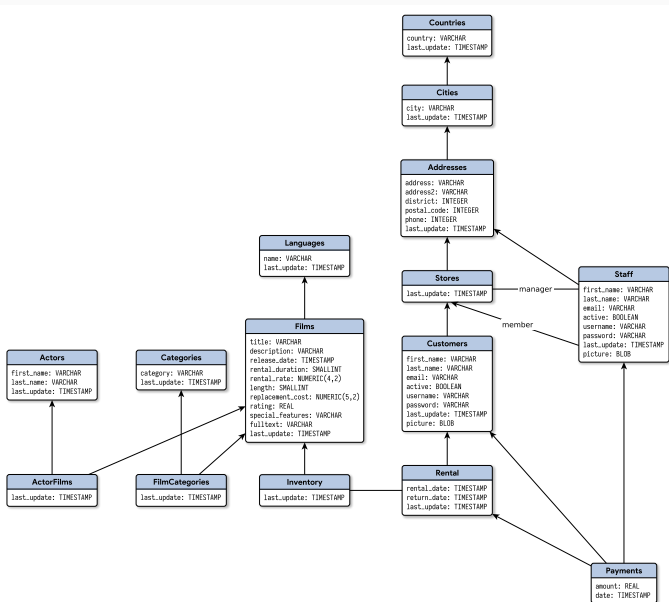 Countries
country: VARCHAR
last_update: TIMESTAMP
Cities
city: VARCHAR
last_update: TIMESTAMP
Addresses
address: VARCHAR
address2: VARCHAR
district: INTEGER
postal_code: INTEGER
phone: INTEGER
last_update: TIMESTAMP
Languages
name: VARCHAR
last_update: TIMESTAMP
Stores
last_update: TIMESTAMP
manager
member
Staff
first_name: VARCHAR
last_name: VARCHAR
email: VARCHAR
active: BOOLEAN
username: VARCHAR
password: VARCHAR
last_update: TIMESTAMP
picture: BLOB
Films
title: VARCHAR
description: VARCHAR
release_date: TIMESTAMP
rental_duration: SMALLINT
rental_rate: NUMERIC(4,2)
length: SMALLINT
replacement_cost: NUMERIC(5,2)
rating: REAL
special_features: VARCHAR
fulltext: VARCHAR
last_update: TIMESTAMP
Customers
first_name: VARCHAR
last_name: VARCHAR
email: VARCHAR
active: BOOLEAN
username: VARCHAR
password: VARCHAR
last_update: TIMESTAMP
picture: BLOB
Actors
first_name: VARCHAR
last_name: VARCHAR
last_update: TIMESTAMP
Categories
category: VARCHAR
last_update: TIMESTAMP
ActorFilms
last_update: TIMESTAMP
FilmCategories
last_update: TIMESTAMP
Inventory
last_update: TIMESTAMP
Rental
rental_date: TIMESTAMP
return_date: TIMESTAMP
last_update: TIMESTAMP
Payments
amount: REAL
date: TIMESTAMP